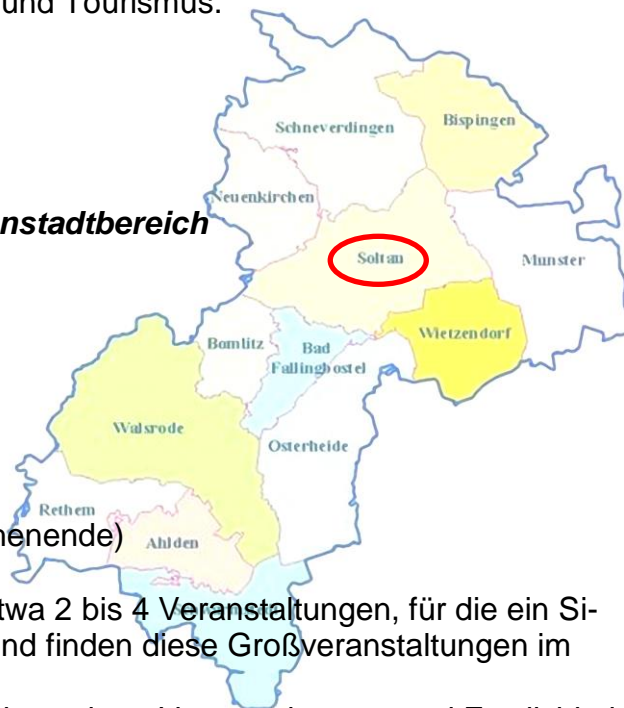 und Tourismus.
Bispingen
Schneverdingen
Neuenkirchen
nstadtbereich
Soltau
Munster
Wietzendorf
Bomlitz
Bad
Fallingbostel
Walsrode
Osterheide
Rethem
nenende)
Ahlden
twa 2 bis 4 Veranstaltungen, für die ein Si-
nd finden diese Großveranstaltungen im